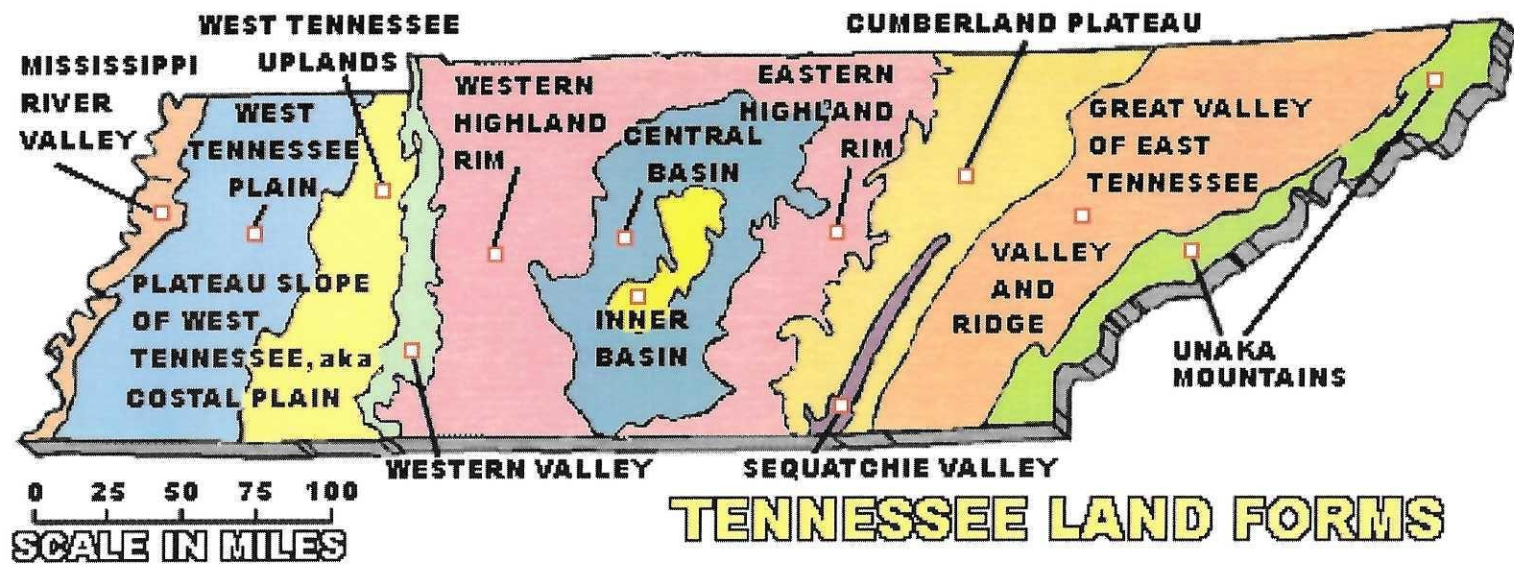 WEST TENNESSEE
UPLANDS
CUMBERLAND PLATEAU
MISSISSIPPI
RIVER
VALLEY
WEST
TENNESSEE
PLAIN
WESTERN
HIGHLAND
RIM
CENTRAL
BASIN
EASTERN
HIGHLAND
RIM
GREAT VALLEY
OF EAST
TENNESSEE
PLATEAU SLOPE
OF WEST
TENNESSEE, aka
COSTAL PLAIN
INNER
BASIN
VALLEY
AND
RIDGE
UNAKA
MOUNTAINS
WESTERN VALLEY
SEQUATCHIE VALLEY
0 25 50 75 100
SCALE IN MILES
TENNESSEE LAND FORMS